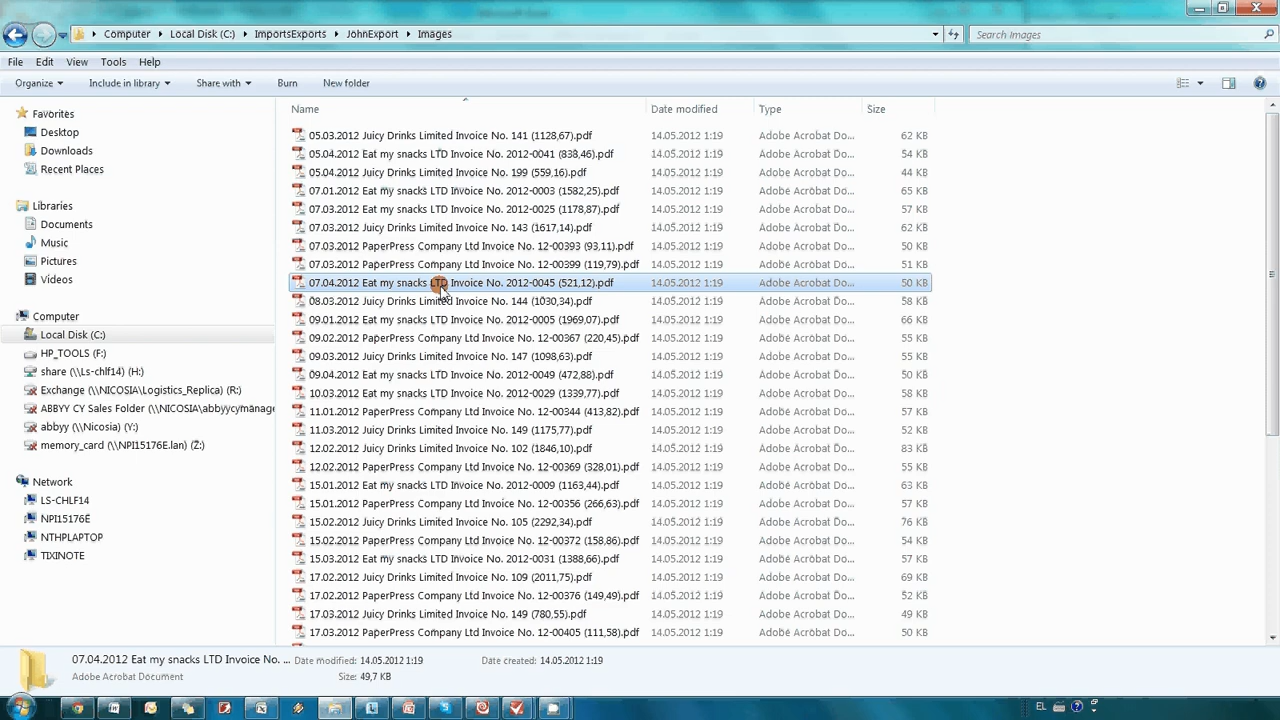 Computer Local Disk (C:) ImportsExports JohnExport Images
Search Images
File Edit View Tools Help
Organize Include in library Share with Burn New folder
Favorites
Desktop
Downloads
Recent Places
Libraries
Documents
Music
Pictures
Videos
Computer
Local Disk (C:)
HP_TOOLS (F:)
share (\\Ls-chlf14) (H:)
Exchange (\\NICOSIA\Logistics_Replica) (R:)
ABBYY CY Sales Folder (\\NICOSIA\abbyycymanage
abbyy (\\Nicosia) (Y:)
memory_card (\\NPI15176E.lan) (Z:)
Network
LS-CHLF14
NPI15176E
NTHPLAPTOP
TIXINOTE
Name Date modified Type Size
05.03.2012 Juicy Drinks Limited Invoice No. 141 (1128,67).pdf 14.05.2012 1:19 Adobe Acrobat Do... 62 KB
05.04.2012 Eat my snacks LTD Invoice No. 2012-0041 (838,46).pdf 14.05.2012 1:19 Adobe Acrobat Do... 54 KB
05.04.2012 Juicy Drinks Limited Invoice No. 199 (559,16).pdf 14.05.2012 1:19 Adobe Acrobat Do... 44 KB
07.01.2012 Eat my snacks LTD Invoice No. 2012-0003 (1582,25).pdf 14.05.2012 1:19 Adobe Acrobat Do... 65 KB
07.03.2012 Eat my snacks LTD Invoice No. 2012-0025 (1178,87).pdf 14.05.2012 1:19 Adobe Acrobat Do... 57 KB
07.03.2012 Juicy Drinks Limited Invoice No. 143 (1617,14).pdf 14.05.2012 1:19 Adobe Acrobat Do... 62 KB
07.03.2012 PaperPress Company Ltd Invoice No. 12-00393 (93,11).pdf 14.05.2012 1:19 Adobe Acrobat Do... 50 KB
07.03.2012 PaperPress Company Ltd Invoice No. 12-00399 (119,79).pdf 14.05.2012 1:19 Adobe Acrobat Do... 51 KB
07.04.2012 Eat my snacks LTD Invoice No. 2012-0045 (521,12).pdf 14.05.2012 1:19 Adobe Acrobat Do... 50 KB
08.03.2012 Juicy Drinks Limited Invoice No. 144 (1030,34).pdf 14.05.2012 1:19 Adobe Acrobat Do... 58 KB
09.01.2012 Eat my snacks LTD Invoice No. 2012-0005 (1969,07).pdf 14.05.2012 1:19 Adobe Acrobat Do... 66 KB
09.02.2012 PaperPress Company Ltd Invoice No. 12-00367 (220,45).pdf 14.05.2012 1:19 Adobe Acrobat Do... 55 KB
09.03.2012 Juicy Drinks Limited Invoice No. 147 (1098,63).pdf 14.05.2012 1:19 Adobe Acrobat Do... 55 KB
09.04.2012 Eat my snacks LTD Invoice No. 2012-0049 (472,88).pdf 14.05.2012 1:19 Adobe Acrobat Do... 50 KB
10.03.2012 Eat my snacks LTD Invoice No. 2012-0029 (1339,77).pdf 14.05.2012 1:19 Adobe Acrobat Do... 58 KB
11.01.2012 PaperPress Company Ltd Invoice No. 12-00344 (413,82).pdf 14.05.2012 1:19 Adobe Acrobat Do... 57 KB
11.03.2012 Juicy Drinks Limited Invoice No. 149 (1175,77).pdf 14.05.2012 1:19 Adobe Acrobat Do... 52 KB
12.02.2012 Juicy Drinks Limited Invoice No. 102 (1846,10).pdf 14.05.2012 1:19 Adobe Acrobat Do... 83 KB
12.02.2012 PaperPress Company Ltd Invoice No. 12-00369 (328,01).pdf 14.05.2012 1:19 Adobe Acrobat Do... 55 KB
15.01.2012 Eat my snacks LTD Invoice No. 2012-0009 (1163,44).pdf 14.05.2012 1:19 Adobe Acrobat Do... 63 KB
15.01.2012 PaperPress Company Ltd Invoice No. 12-00356 (266,63).pdf 14.05.2012 1:19 Adobe Acrobat Do... 57 KB
15.02.2012 Juicy Drinks Limited Invoice No. 105 (2292,34).pdf 14.05.2012 1:19 Adobe Acrobat Do... 76 KB
15.02.2012 PaperPress Company Ltd Invoice No. 12-00372 (158,86).pdf 14.05.2012 1:19 Adobe Acrobat Do... 54 KB
15.03.2012 Eat my snacks LTD Invoice No. 2012-0031 (1388,66).pdf 14.05.2012 1:19 Adobe Acrobat Do... 57 KB
17.02.2012 Juicy Drinks Limited Invoice No. 109 (2011,75).pdf 14.05.2012 1:19 Adobe Acrobat Do... 69 KB
17.02.2012 PaperPress Company Ltd Invoice No. 12-00376 (149,49).pdf 14.05.2012 1:19 Adobe Acrobat Do... 52 KB
17.03.2012 Juicy Drinks Limited Invoice No. 149 (780,55).pdf 14.05.2012 1:19 Adobe Acrobat Do... 49 KB
17.03.2012 PaperPress Company Ltd Invoice No. 12-00405 (111,58).pdf 14.05.2012 1:19 Adobe Acrobat Do... 50 KB
07.04.2012 Eat my snacks LTD Invoice No. ... Date modified: 14.05.2012 1:19 Date created: 14.05.2012 1:19
Adobe Acrobat Document Size: 49,7 KB
EL